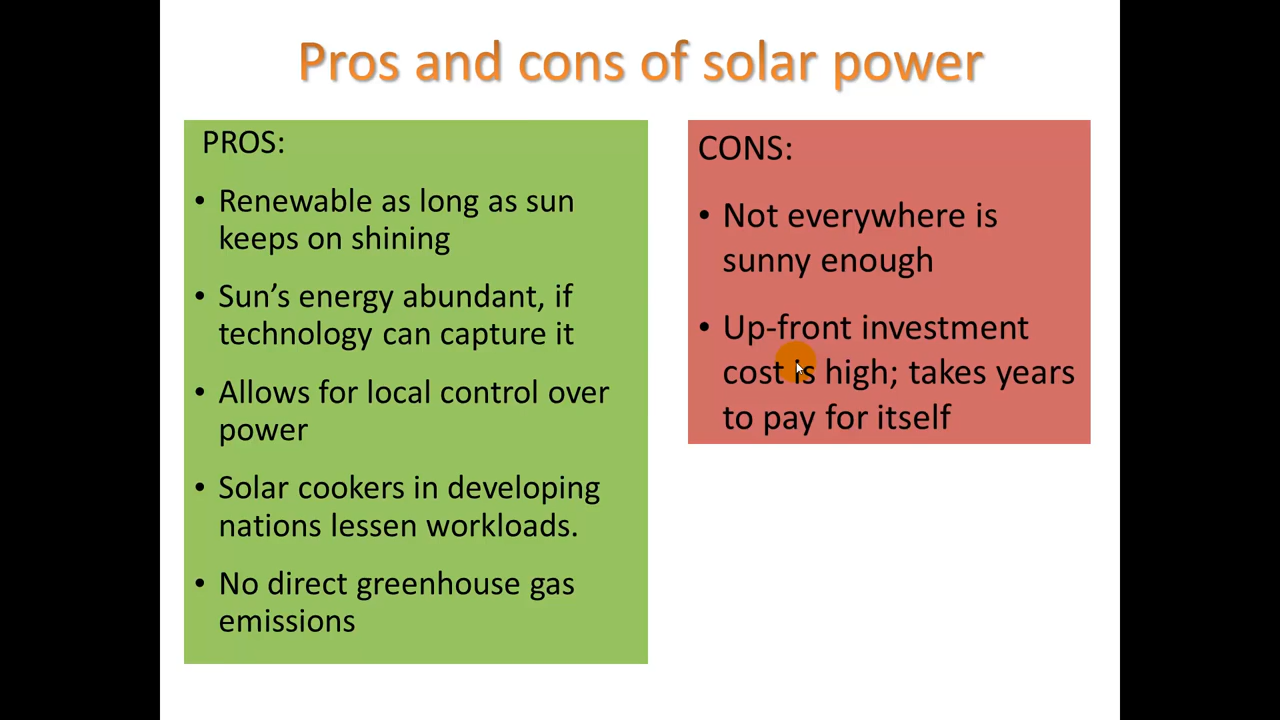 Pros and cons of solar power
PROS:
• Renewable as long as sun
keeps on shining
• Sun’s energy abundant, if
technology can capture it
• Allows for local control over
power
• Solar cookers in developing
nations lessen workloads.
• No direct greenhouse gas
emissions
CONS:
• Not everywhere is
sunny enough
• Up-front investment
cost is high; takes years
to pay for itself